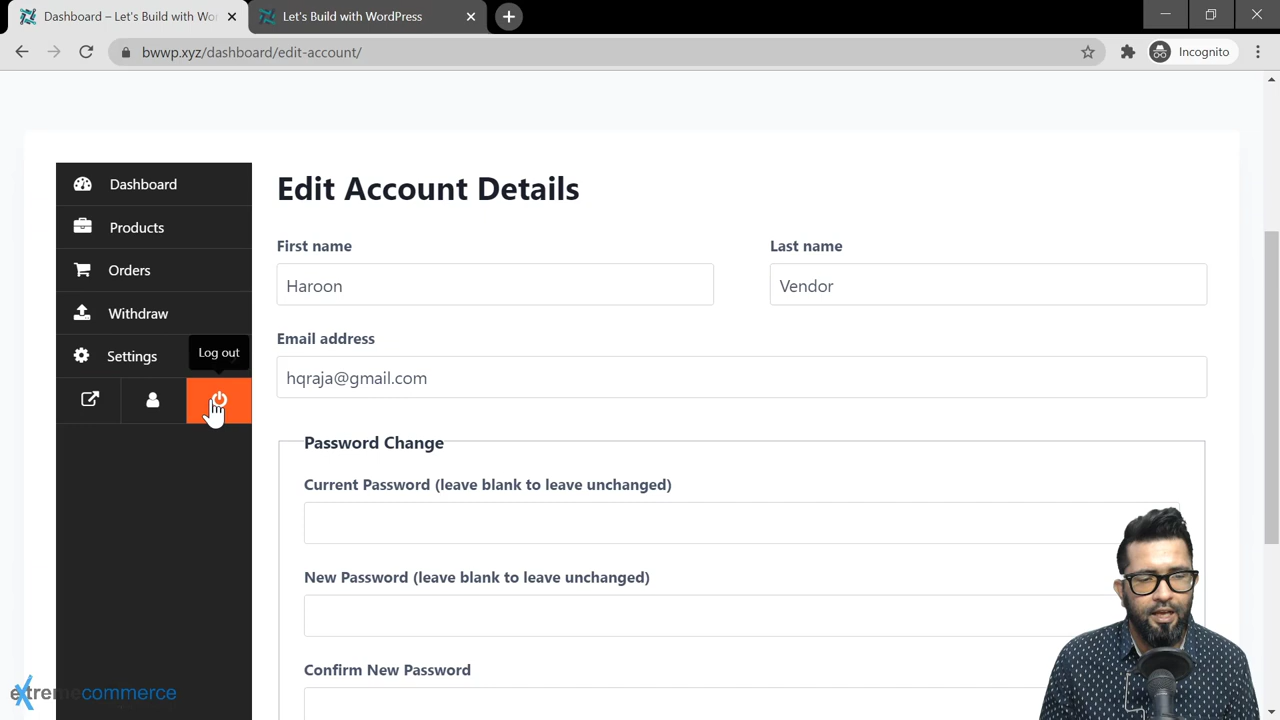 Dashboard – Let's Build with Wo
Let's Build with WordPress
bwwp.xyz/dashboard/edit-account/
Incognito
Dashboard
Products
Orders
Withdraw
Settings
Log out
Edit Account Details
First name
Last name
Haroon
Vendor
Email address
hqraja@gmail.com
Password Change
Current Password (leave blank to leave unchanged)
New Password (leave blank to leave unchanged)
Confirm New Password
extremecommerce